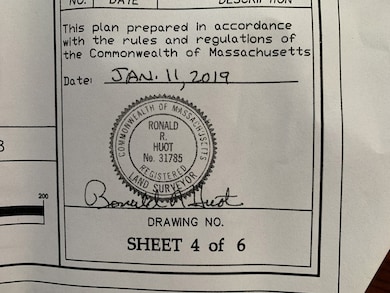 NO. DATE DESCRIPTION
This plan prepared in accordance
with the rules and regulations of
the Commonwealth of Massachusetts
Date: JAN. 11, 2019
COMMONWEALTH OF MASSACHUSETTS
RONALD
R.
HUOT
No. 31785
REGISTERED
LAND SURVEYOR
Ronald R. Huot
DRAWING NO.
SHEET 4 of 6
200